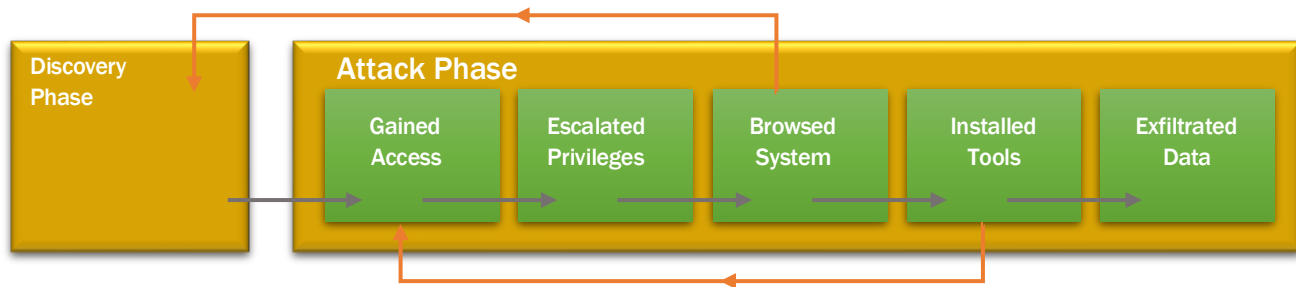 Discovery
Phase
Attack Phase
Gained
Access
Escalated
Privileges
Browsed
System
Installed
Tools
Exfiltrated
Data